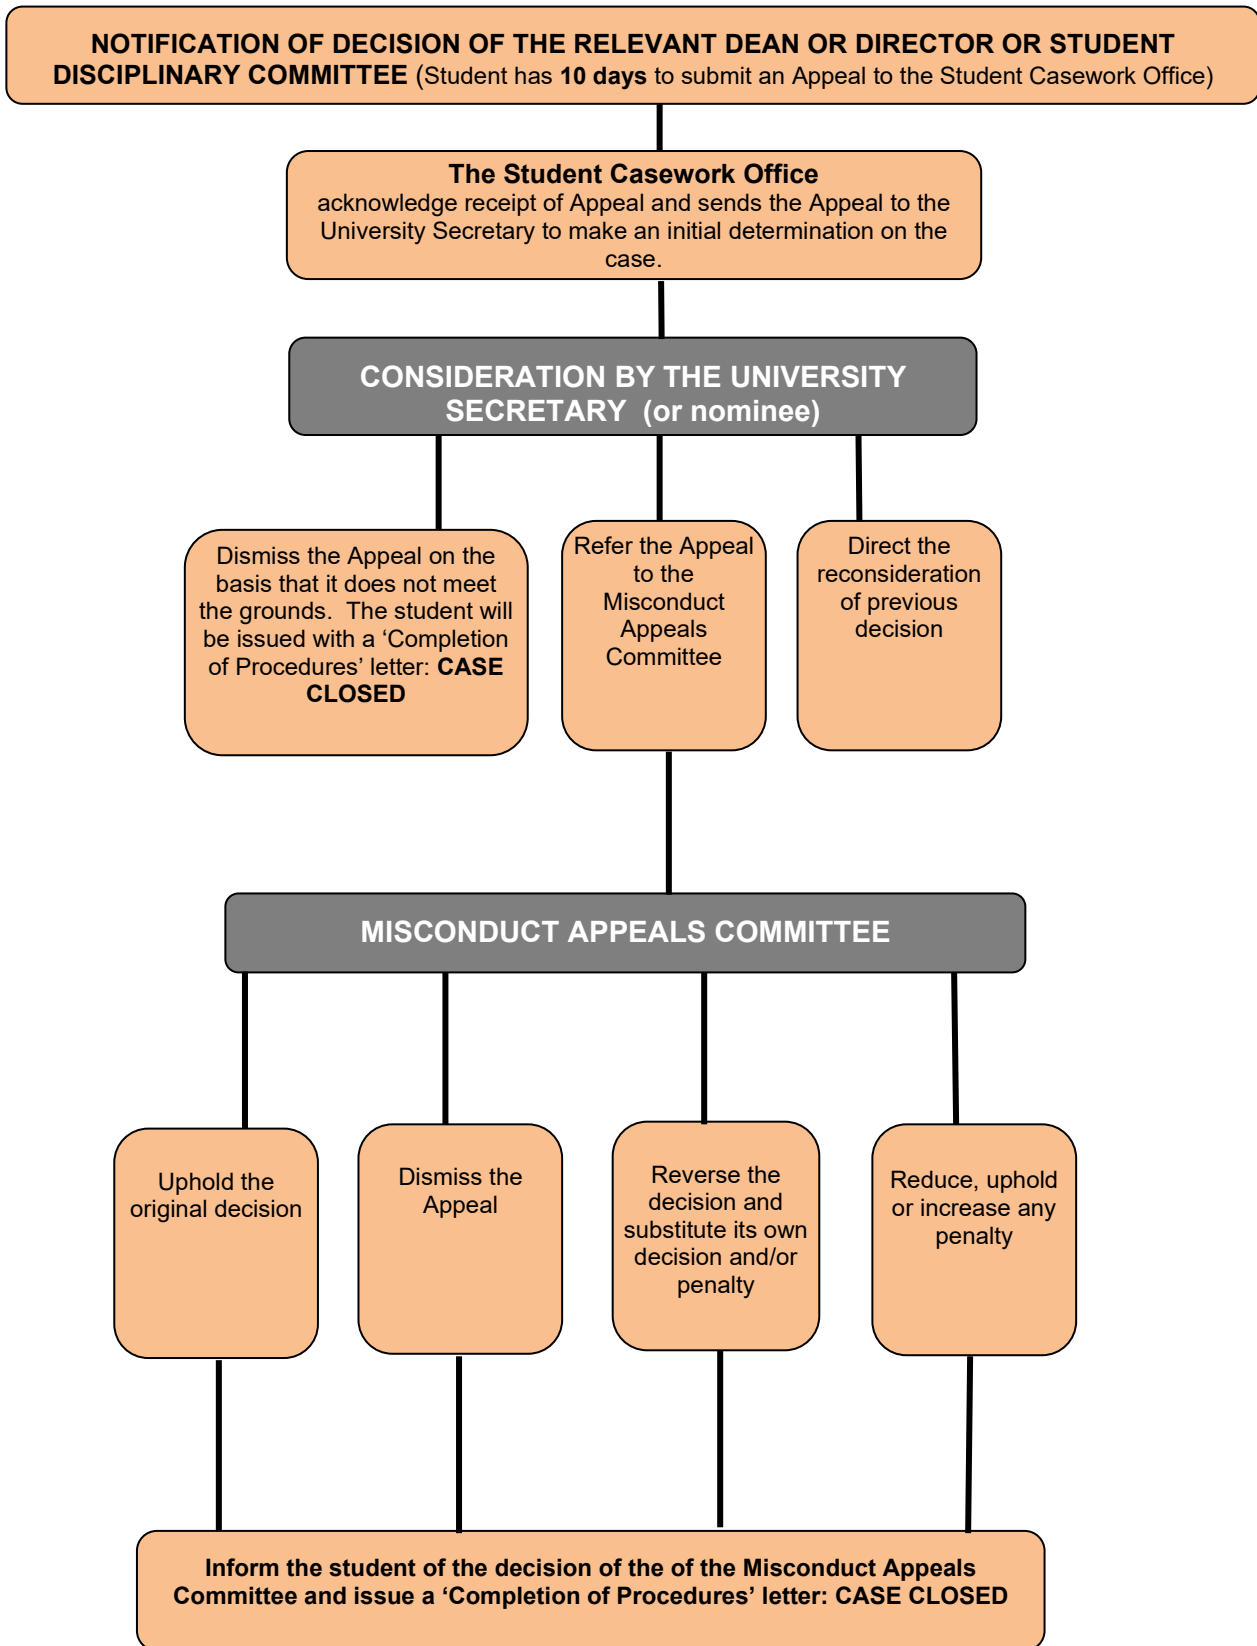 NOTIFICATION OF DECISION OF THE RELEVANT DEAN OR DIRECTOR OR STUDENT
DISCIPLINARY COMMITTEE (Student has 10 days to submit an Appeal to the Student Casework Office)
The Student Casework Office
acknowledge receipt of Appeal and sends the Appeal to the
University Secretary to make an initial determination on the
case.
CONSIDERATION BY THE UNIVERSITY
SECRETARY (or nominee)
Dismiss the Appeal on the
basis that it does not meet
the grounds. The student will
be issued with a ‘Completion
of Procedures’ letter: CASE
CLOSED
Refer the Appeal
to the
Misconduct
Appeals
Committee
Direct the
reconsideration
of previous
decision
MISCONDUCT APPEALS COMMITTEE
Uphold the
original decision
Dismiss the
Appeal
Reverse the
decision and
substitute its own
decision and/or
penalty
Reduce, uphold
or increase any
penalty
Inform the student of the decision of the of the Misconduct Appeals
Committee and issue a ‘Completion of Procedures’ letter: CASE CLOSED